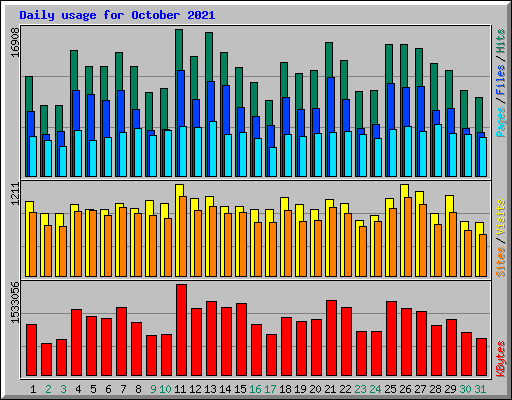 Daily usage for October 2021
16908
Pages / Files / Hits
1211
Sites / Visits
1533056
KBytes
1 2 3 4 5 6 7 8 9 10 11 12 13 14 15 16 17 18 19 20 21 22 23 24 25 26 27 28 29 30 31